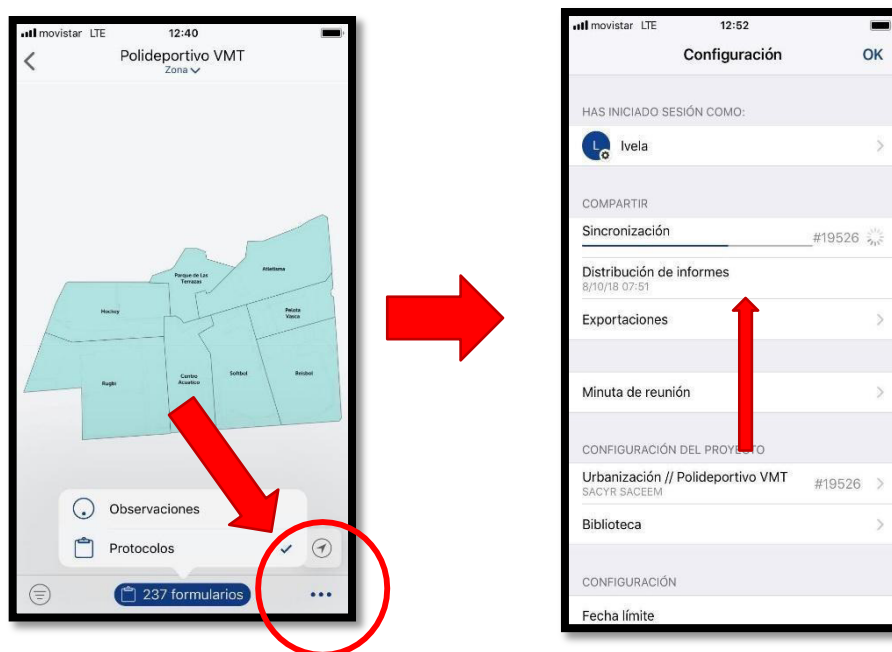 movistar LTE 12:40
Polideportivo VMT
Zona
Parque de Las
Terrazas
Atletismo
Hockey
Pelota
Vasca
Rugby
Centro
Acuatico
Softbol
Beisbol
Observaciones
Protocolos
237 formularios
movistar LTE 12:52
Configuración OK
HAS INICIADO SESIÓN COMO:
L lvela
COMPARTIR
Sincronización #19526
Distribución de informes
8/10/18 07:51
Exportaciones
Minuta de reunión
CONFIGURACIÓN DEL PROYECTO
Urbanización // Polideportivo VMT #19526
SACYR SACEEM
Biblioteca
CONFIGURACIÓN
Fecha límite